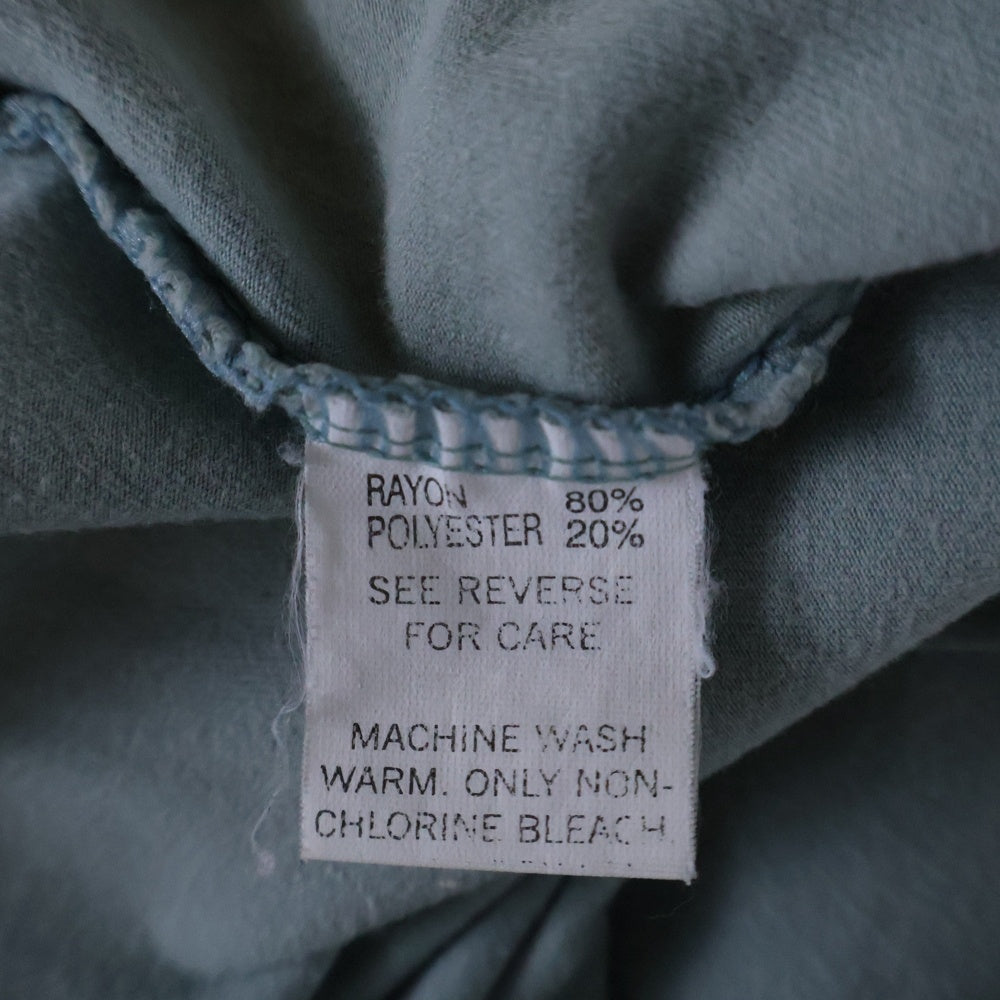 RAYON 80%
POLYESTER 20%
SEE REVERSE
FOR CARE
MACHINE WASH
WARM. ONLY NON-
CHLORINE BLEACH